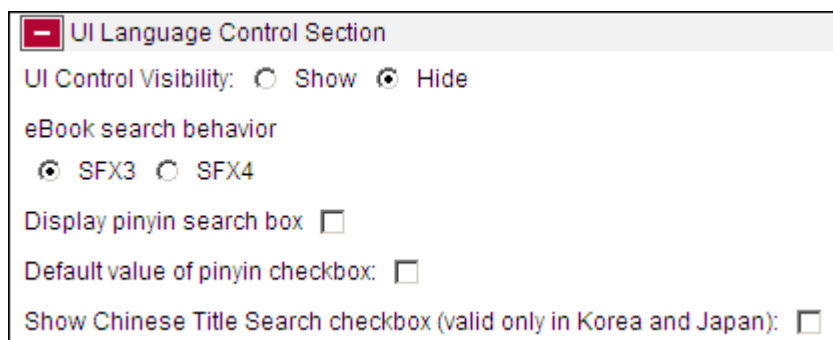 UI Language Control Section
UI Control Visibility: Show Hide
eBook search behavior
SFX3 SFX4
Display pinyin search box
Default value of pinyin checkbox:
Show Chinese Title Search checkbox (valid only in Korea and Japan):